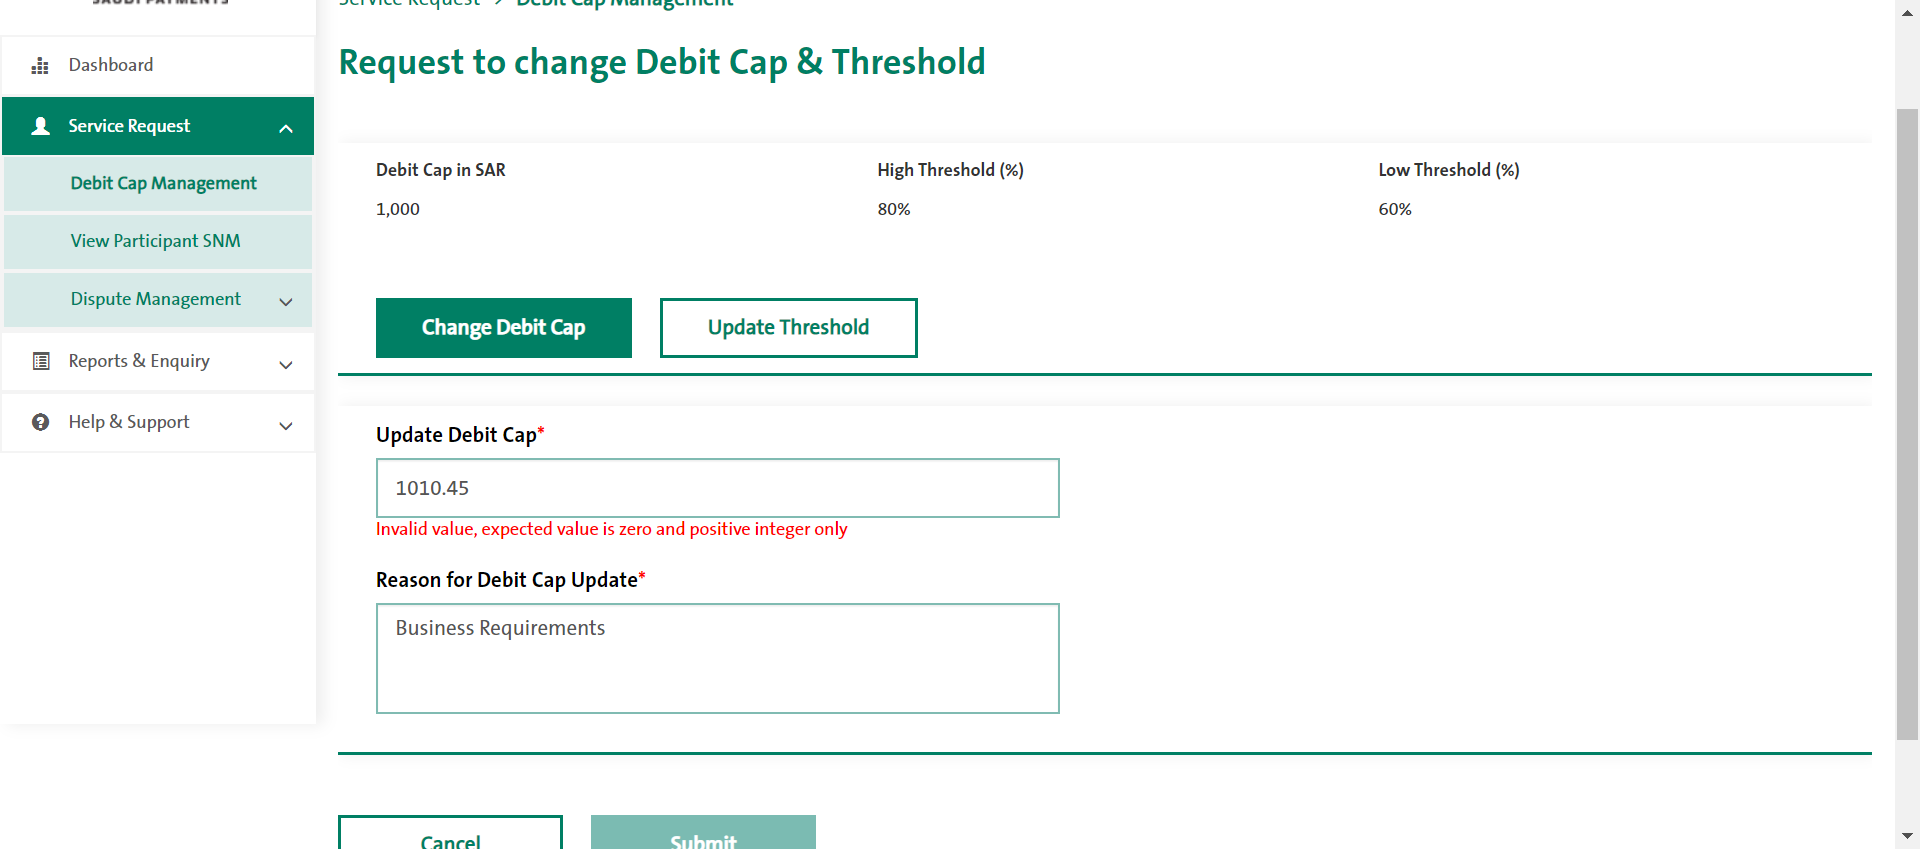 SAUDI PAYMENTS
Service Request > Debit Cap Management
Dashboard
Service Request
Debit Cap Management
View Participant SNM
Dispute Management
Reports & Enquiry
Help & Support
Request to change Debit Cap & Threshold
Debit Cap in SAR
High Threshold (%)
Low Threshold (%)
1,000
80%
60%
Change Debit Cap
Update Threshold
Update Debit Cap*
1010.45
Invalid value, expected value is zero and positive integer only
Reason for Debit Cap Update*
Business Requirements
Cancel
Submit